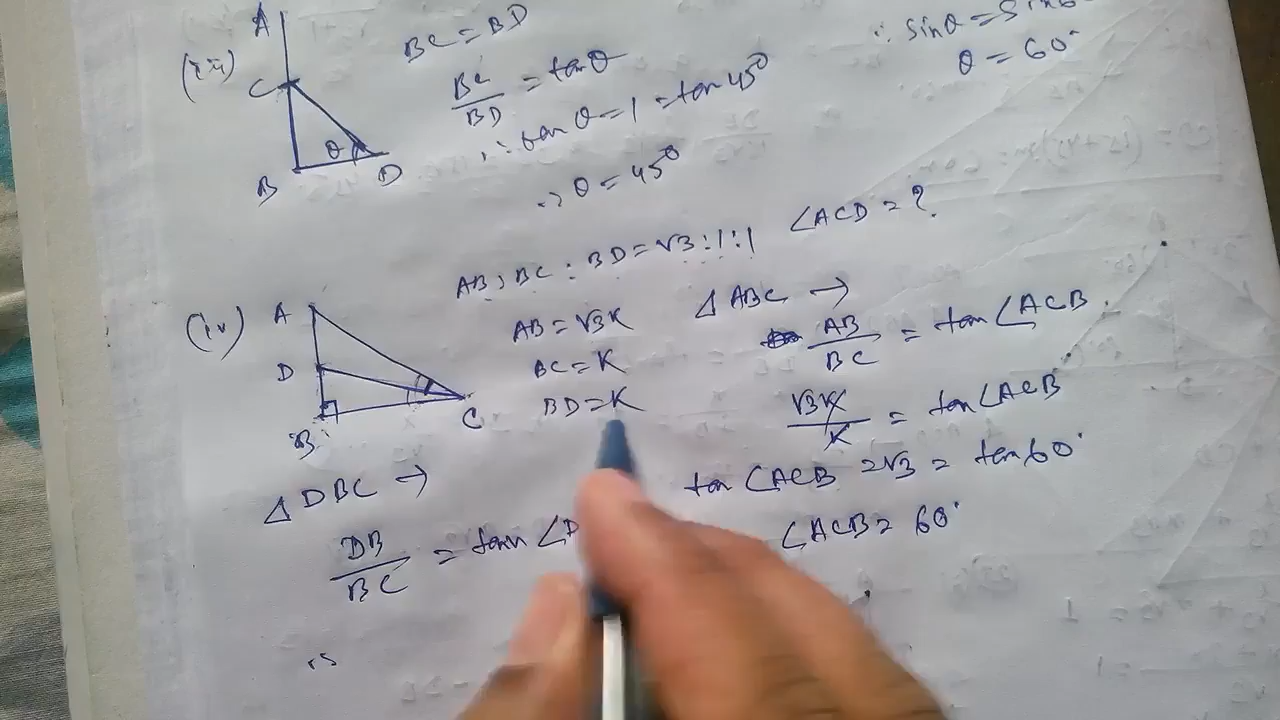 (iii)
A
C
B
θ
D
BC = BD
BC/BD = tanθ
∴ tan θ = 1 = tan 45°
∴ θ = 45°
∴ sinθ =
θ = 60°
AB : BC : BD = √3 : 1 : 1 ∠ACD = ?
(iv)
A
D
B
C
AB = √3K
BC = K
BD = K
△ABC →
AB/BC = tan ∠ACB
√3K/K = tan ∠ACB
tan ∠ACB = √3 = tan 60°
∠ACB = 60°
△DBC →
DB/BC = tan ∠D